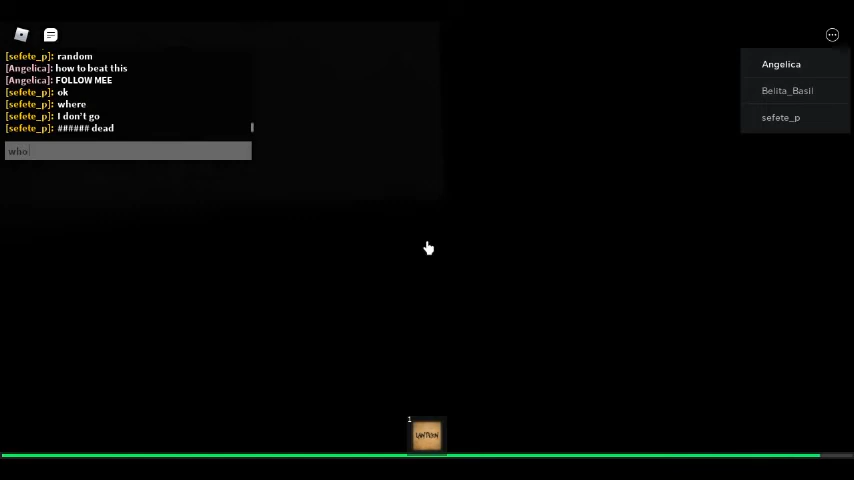 [sefete_p]: random
[Angelica]: how to beat this
[Angelica]: FOLLOW MEE
[sefete_p]: ok
[sefete_p]: where
[sefete_p]: I don't go
[sefete_p]: ###### dead
who
Angelica
Belita_Basil
sefete_p
1
LANTERN